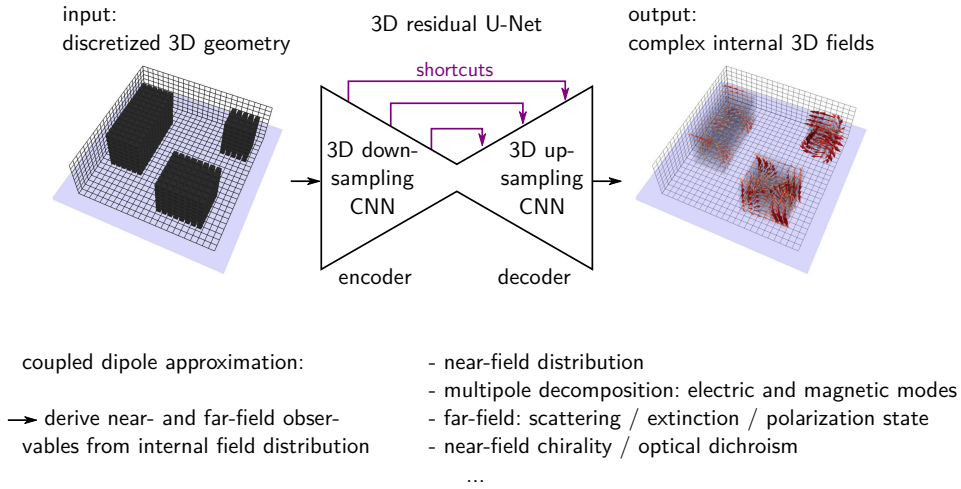 input:
discretized 3D geometry
3D residual U-Net
output:
complex internal 3D fields
shortcuts
3D down-
sampling
CNN
3D up-
sampling
CNN
encoder
decoder
coupled dipole approximation:
→ derive near- and far-field obser-
vables from internal field distribution
- near-field distribution
- multipole decomposition: electric and magnetic modes
- far-field: scattering / extinction / polarization state
- near-field chirality / optical dichroism
...